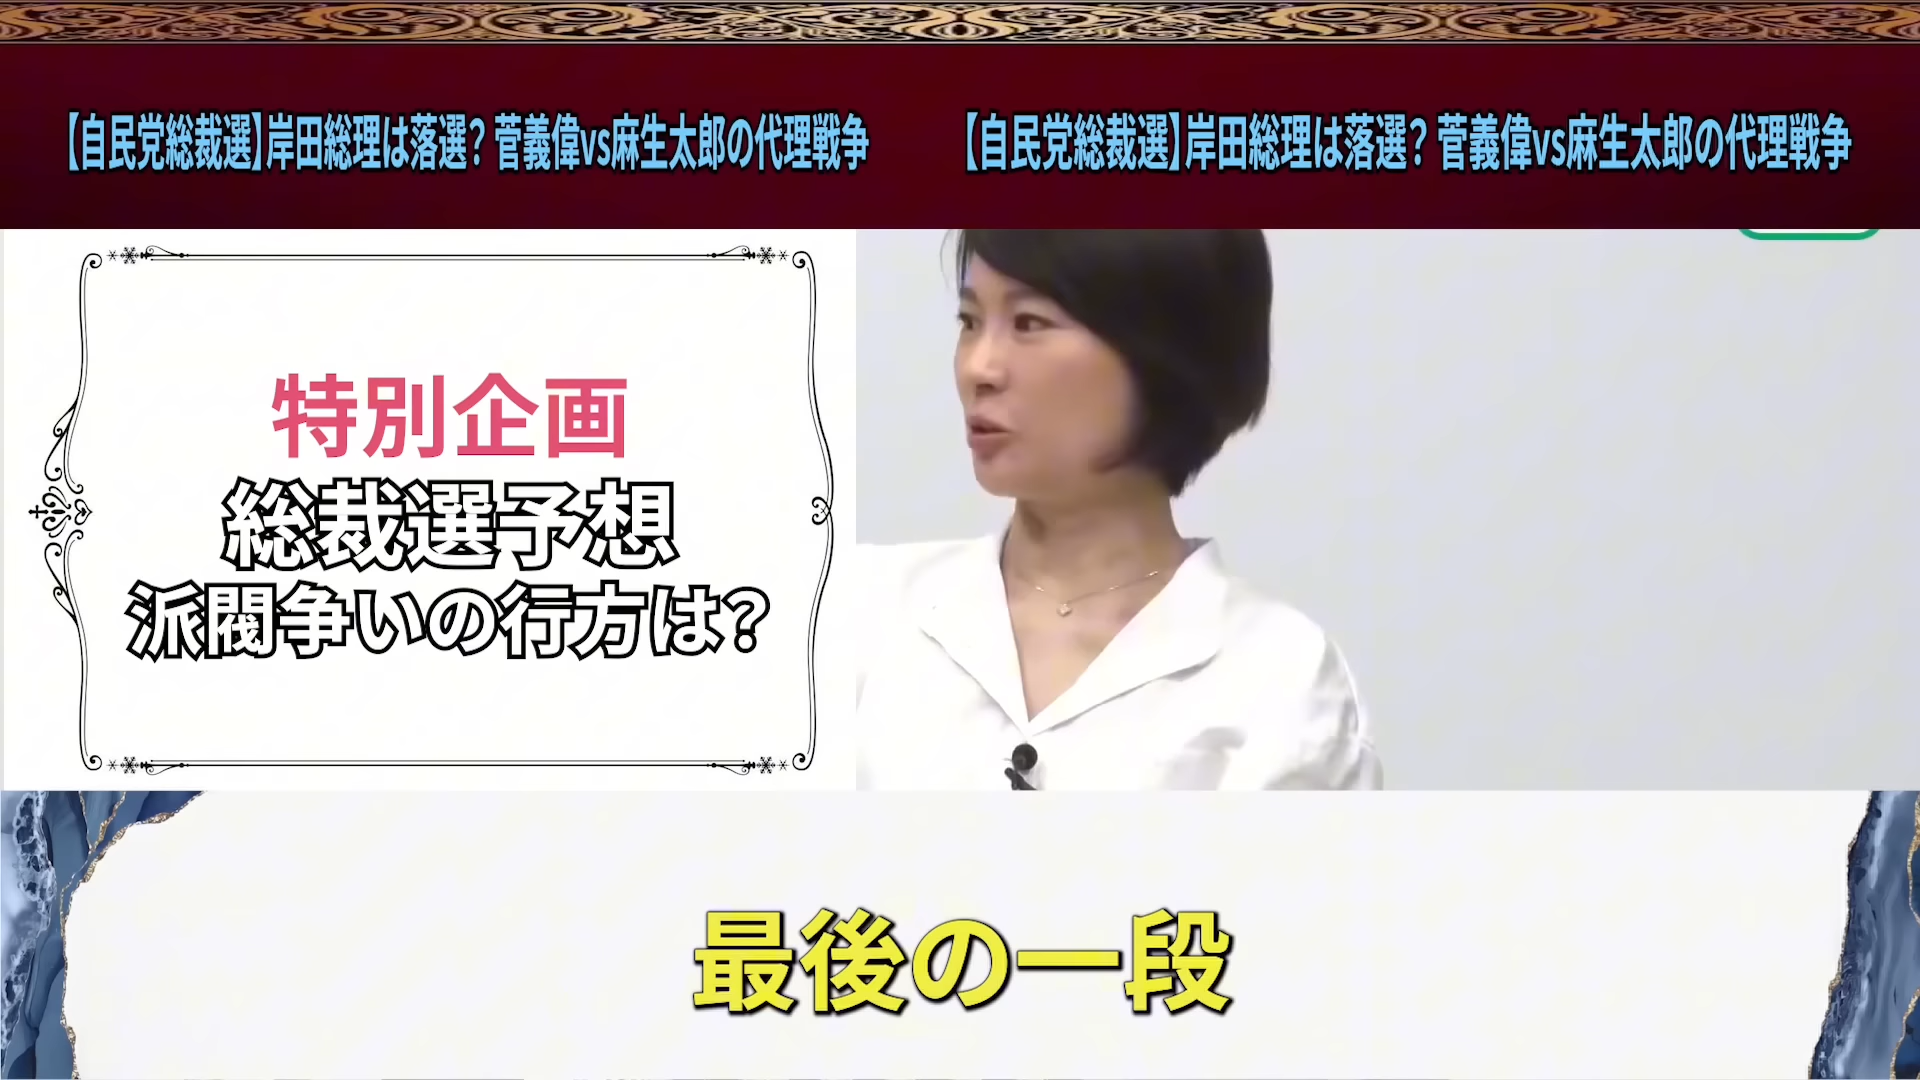 【自民党総裁選】岸田総理は落選？菅義偉vs麻生太郎の代理戦争
【自民党総裁選】岸田総理は落選？菅義偉vs麻生太郎の代理戦争
特別企画
総裁選予想
派閥争いの行方は？
最後の一段